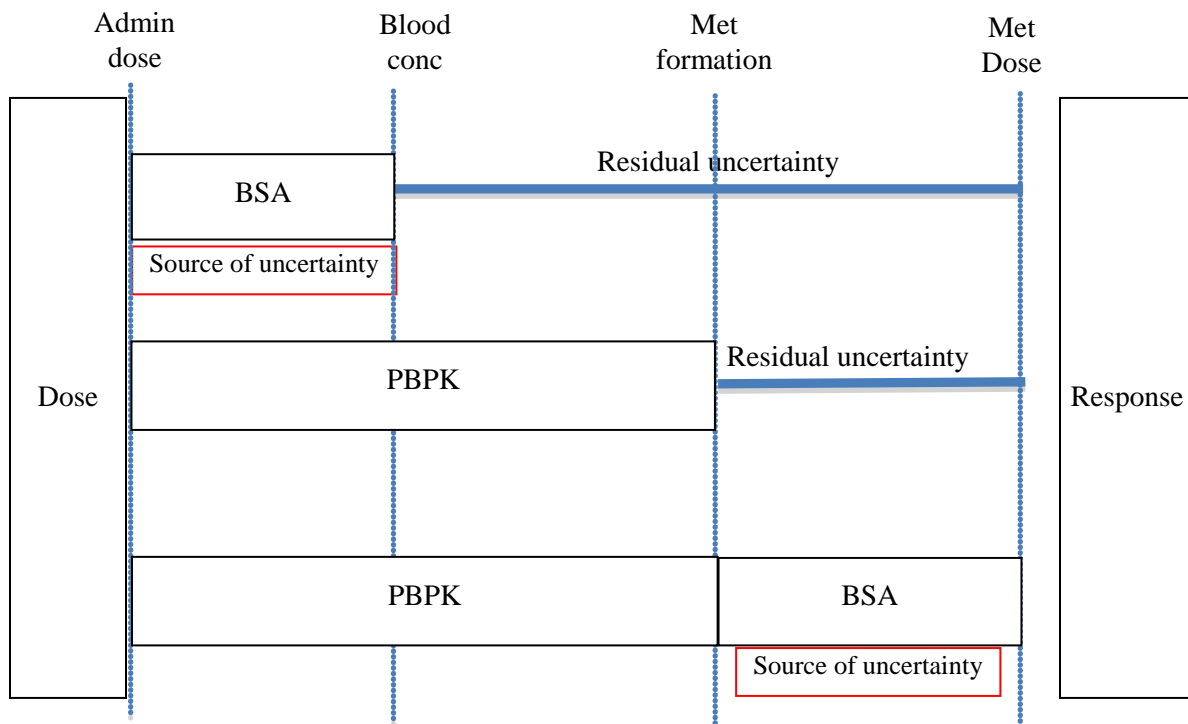 Admin
dose
Blood
conc
Met
formation
Met
Dose
Residual uncertainty
BSA
Source of uncertainty
Residual uncertainty
PBPK
Dose
Response
PBPK
BSA
Source of uncertainty